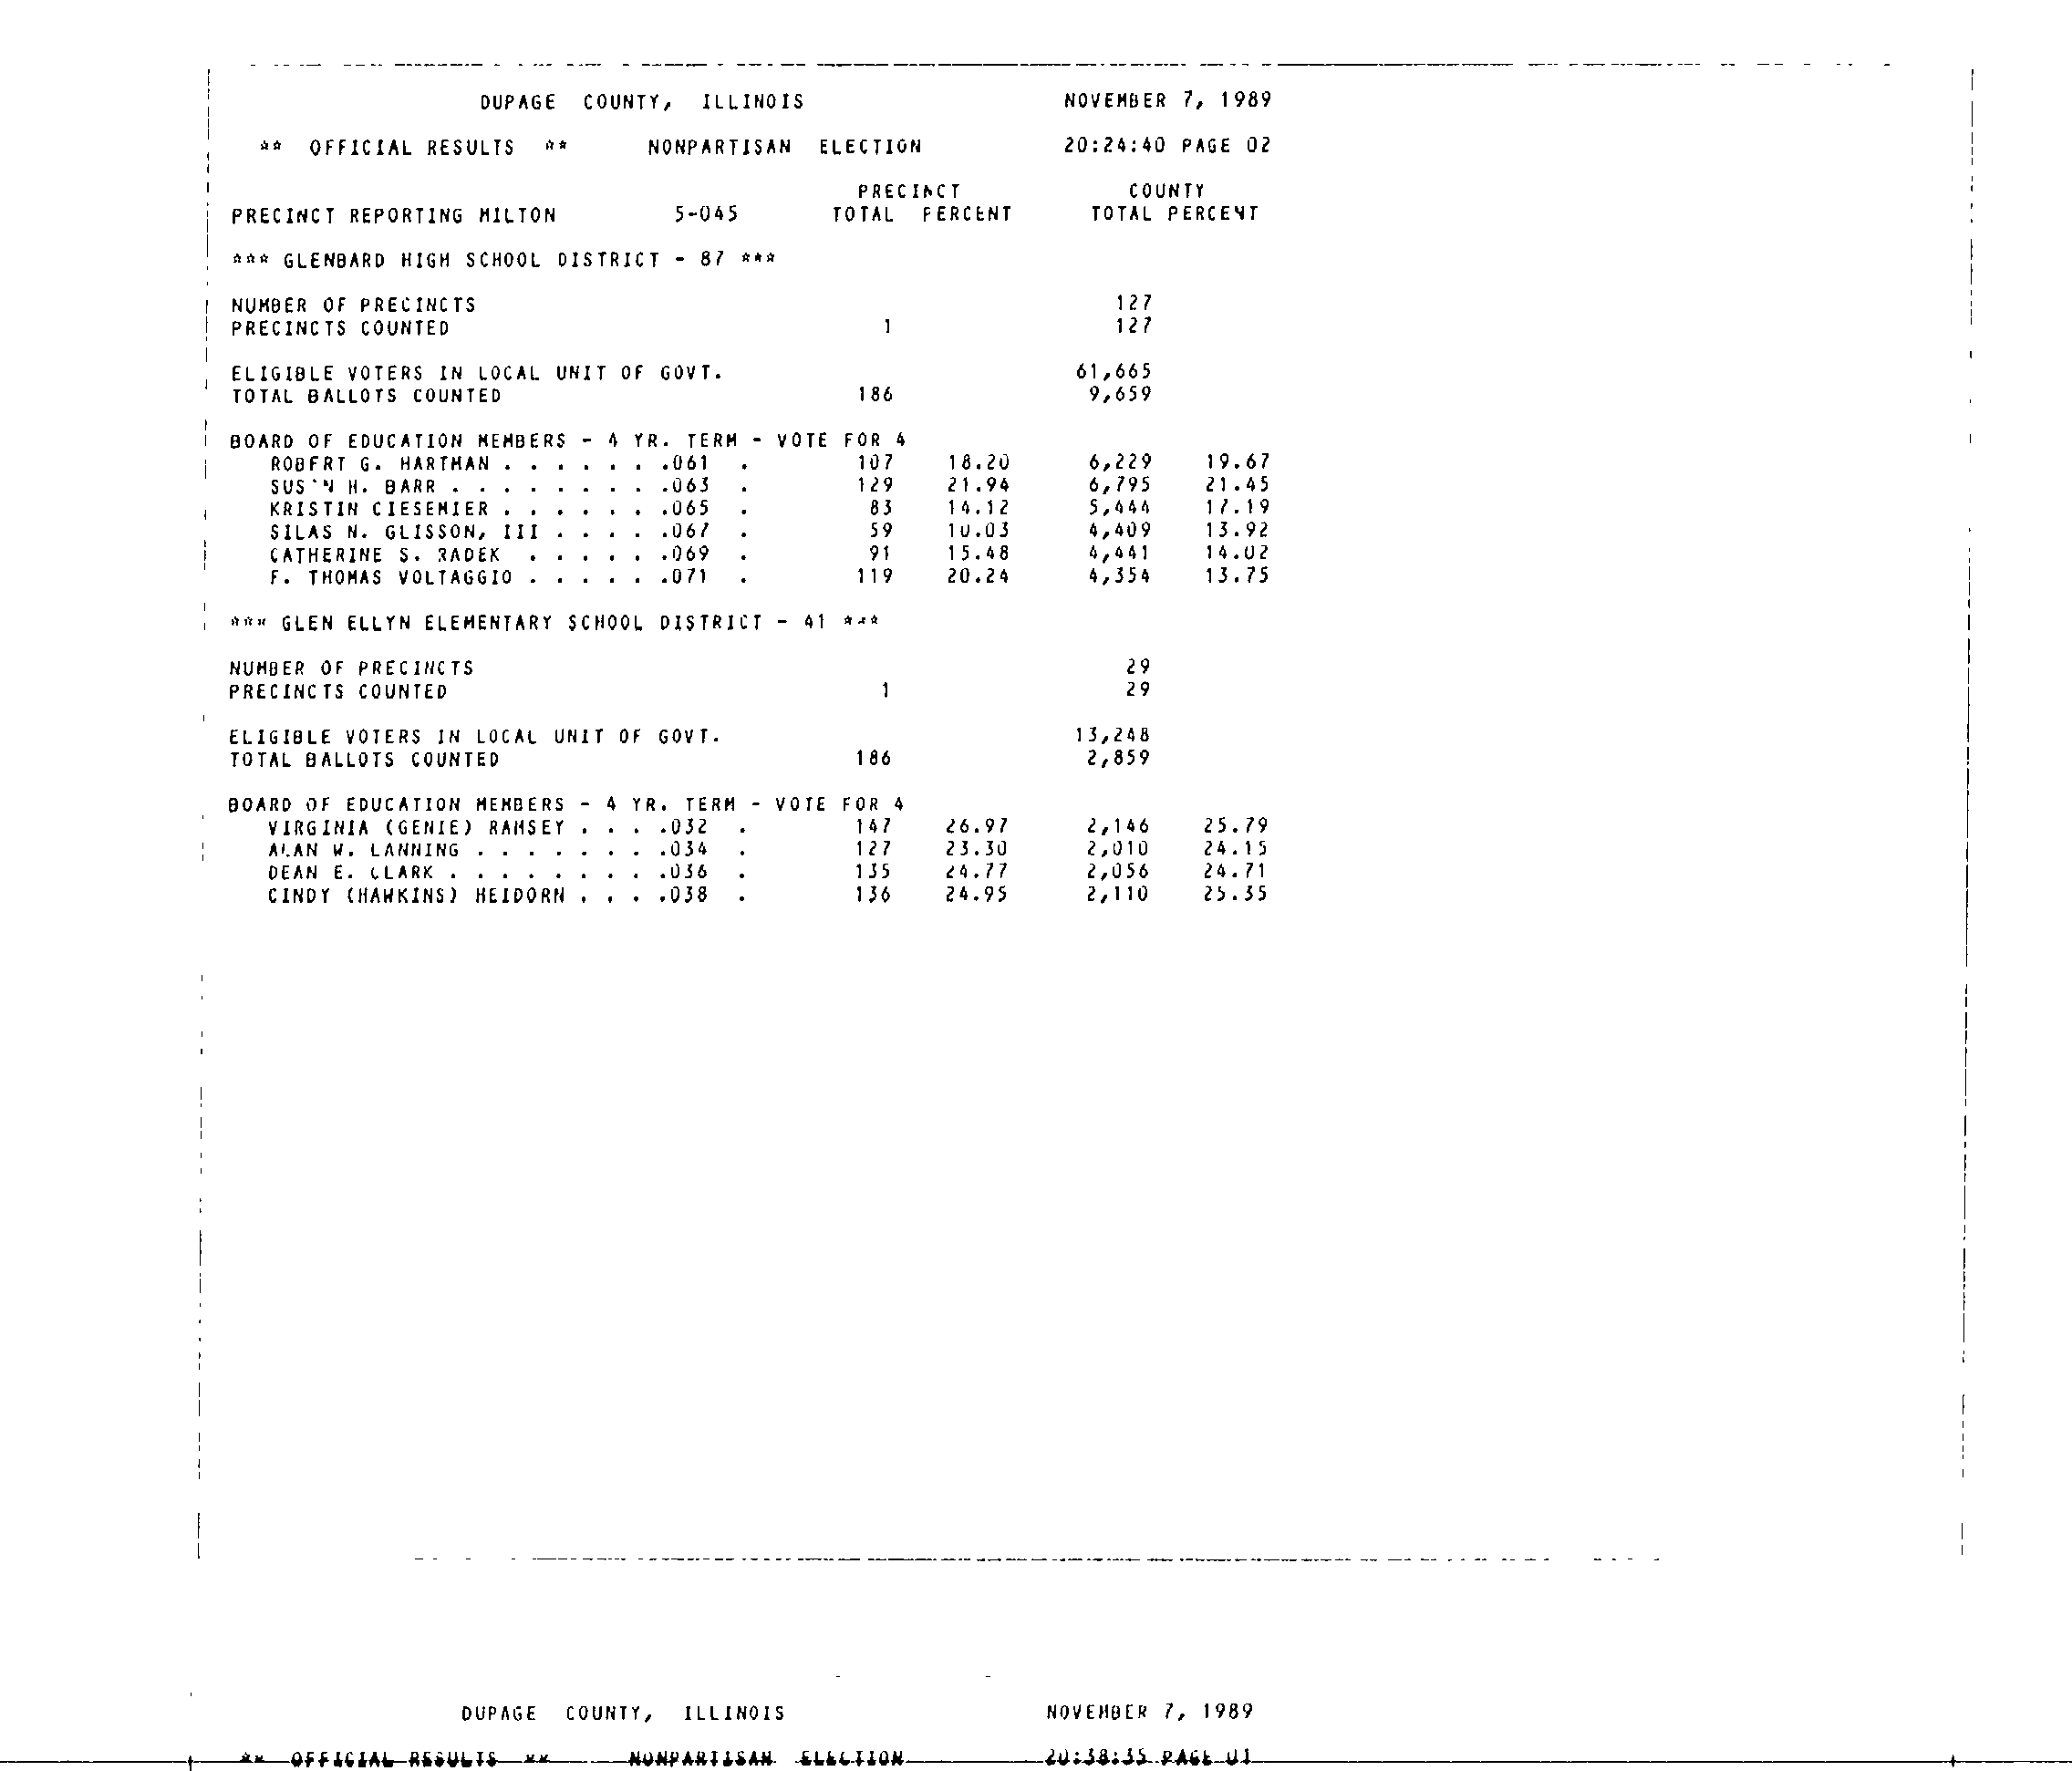 DUPAGE COUNTY, ILLINOIS NOVEMBER 7, 1989
** OFFICIAL RESULTS ** NONPARTISAN ELECTION 20:24:40 PAGE 02
PRECINCT COUNTY
PRECINCT REPORTING MILTON 5-045 TOTAL PERCENT TOTAL PERCENT
*** GLENBARD HIGH SCHOOL DISTRICT - 87 ***
NUMBER OF PRECINCTS 127
PRECINCTS COUNTED 1 127
ELIGIBLE VOTERS IN LOCAL UNIT OF GOVT. 61,665
TOTAL BALLOTS COUNTED 186 9,659
BOARD OF EDUCATION MEMBERS - 4 YR. TERM - VOTE FOR 4
ROBERT G. HARTMAN . . . . . . .061 . 107 18.20 6,229 19.67
H. BARR . . . . . . . . .063 . 129 21.94 6,795 21.45
KRISTIN CIESEMIER . . . . . . .065 . 83 14.12 5,444 17.19
SILAS N. GLISSON, III . . . . .067 . 59 10.03 4,409 13.92
CATHERINE S. RADEK . . . . . .069 . 91 15.48 4,441 14.02
F. THOMAS VOLTAGGIO . . . . . .071 . 119 20.24 4,354 13.75
*** GLEN ELLYN ELEMENTARY SCHOOL DISTRICT - 41 ***
NUMBER OF PRECINCTS 29
PRECINCTS COUNTED 1 29
ELIGIBLE VOTERS IN LOCAL UNIT OF GOVT. 13,248
TOTAL BALLOTS COUNTED 186 2,859
BOARD OF EDUCATION MEMBERS - 4 YR. TERM - VOTE FOR 4
VIRGINIA (GENIE) RAMSEY . . . .032 . 147 26.97 2,146 25.79
ALAN W. LANNING . . . . . . . .034 . 127 23.30 2,010 24.15
DEAN E. CLARK . . . . . . . . .036 . 135 24.77 2,056 24.71
CINDY (HAWKINS) HEIDORN . . . .038 . 136 24.95 2,110 25.35
DUPAGE COUNTY, ILLINOIS NOVEMBER 7, 1989
** OFFICIAL RESULTS ** NONPARTISAN ELECTION 20:38:35 PAGE 01